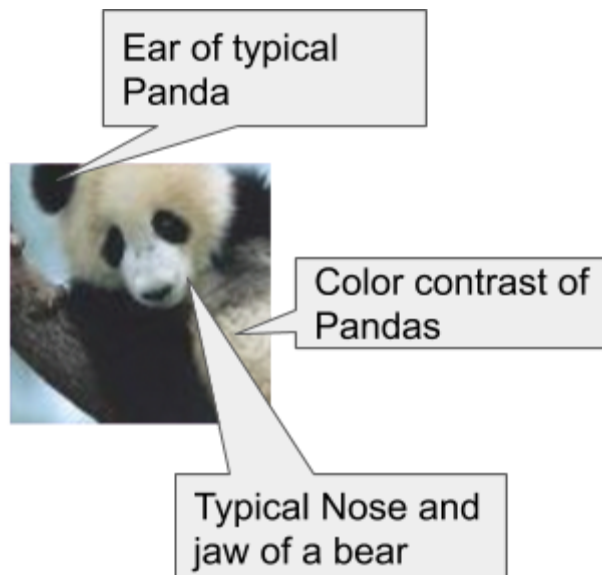 Ear of typical
Panda
Color contrast of
Pandas
Typical Nose and
jaw of a bear